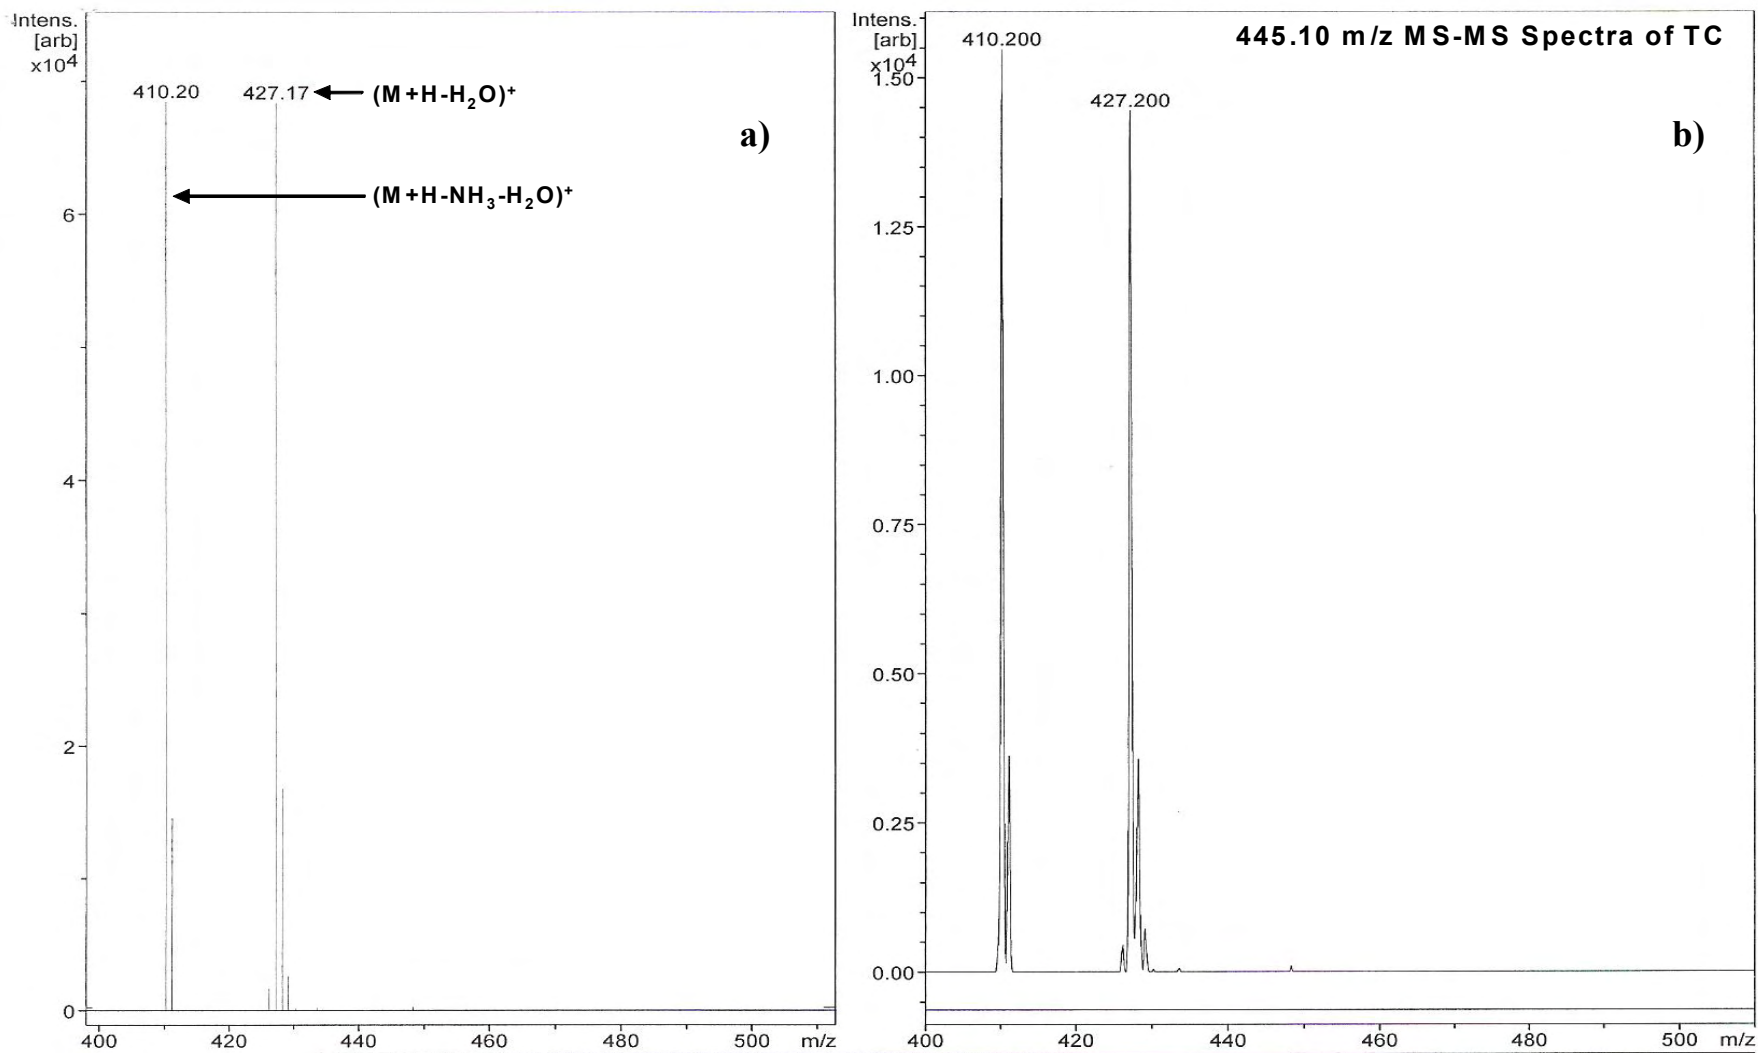 Intens.
[arb]
x10⁴
410.20
427.17
(M+H-H₂O)⁺
a)
(M+H-NH₃-H₂O)⁺
6
4
2
0
400 420 440 460 480 500 m/z
Intens.
[arb]
x10⁴
410.200
445.10 m/z MS-MS Spectra of TC
1.50
427.200
b)
1.25
1.00
0.75
0.50
0.25
0.00
400 420 440 460 480 500 m/z